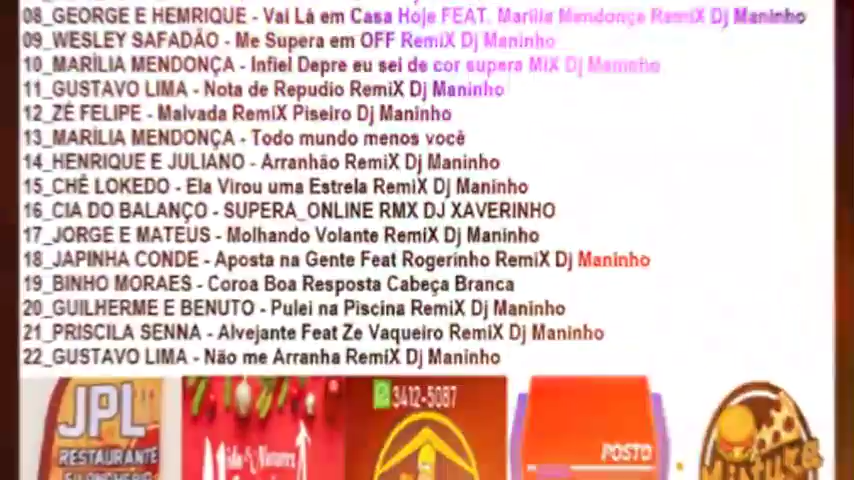 08_GEORGE E HEMRIQUE - Vai Lá em Casa Hoje FEAT. Marilia Mendonçe RemiX Dj Maninho
09_WESLEY SAFADÃO - Me Supera em OFF RemiX Dj Maninho
10_MARÍLIA MENDONÇA - Infiel Depre eu sei de cor supera MiX Dj Maninho
11_GUSTAVO LIMA - Nota de Repudio RemiX Dj Maninho
12_ZÉ FELIPE - Malvada RemiX Piseiro Dj Maninho
13_MARÍLIA MENDONÇA - Todo mundo menos você
14_HENRIQUE E JULIANO - Arranhão RemiX Dj Maninho
15_CHÊ LOKEDO - Ela Virou uma Estrela RemiX Dj Maninho
16_CIA DO BALANÇO - SUPERA_ONLINE RMX DJ XAVERINHO
17_JORGE E MATEUS - Molhando Volante RemiX Dj Maninho
18_JAPINHA CONDE - Aposta na Gente Feat Rogerinho RemiX Dj Maninho
19_BINHO MORAES - Coroa Boa Resposta Cabeça Branca
20_GUILHERME E BENUTO - Pulei na Piscina RemiX Dj Maninho
21_PRISCILA SENNA - Alvejante Feat Ze Vaqueiro RemiX Dj Maninho
22_GUSTAVO LIMA - Não me Arranha RemiX Dj Maninho
JPL
RESTAURANTE
3412-5087
POSTO